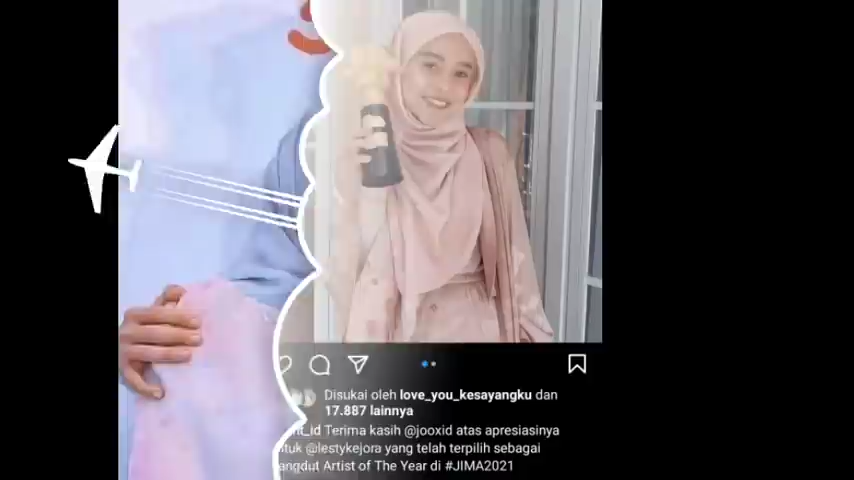 Disukai oleh love_you_kesayangku dan
17.887 lainnya
Terima kasih @jooxid atas apresiasinya
@lestykejora yang telah terpilih sebagai
Artist of The Year di #JIMA2021